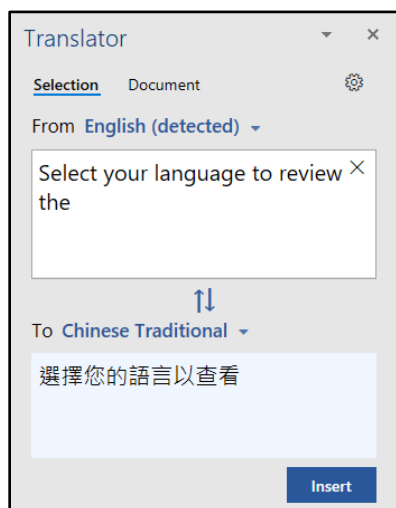 Translator
Selection Document
From English (detected)
Select your language to review
the
To Chinese Traditional
選擇您的語言以查看
Insert